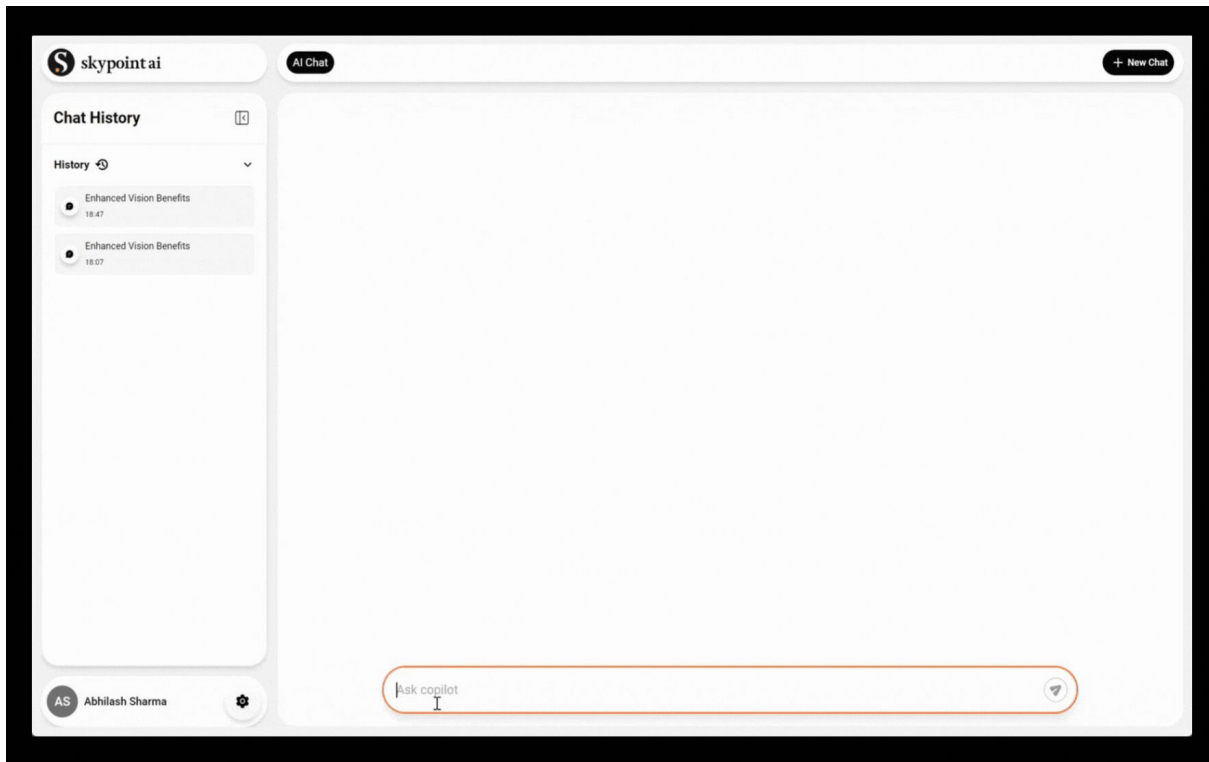 skypoint ai
AI Chat
+ New Chat
Chat History
History
Enhanced Vision Benefits
18:47
Enhanced Vision Benefits
18:07
AS
Abhilash Sharma
Ask copilot